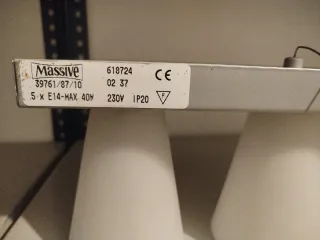 Massive 618724 CE
39761/87/10 02 37
5 x E14-MAX 40W 230V IP20 F